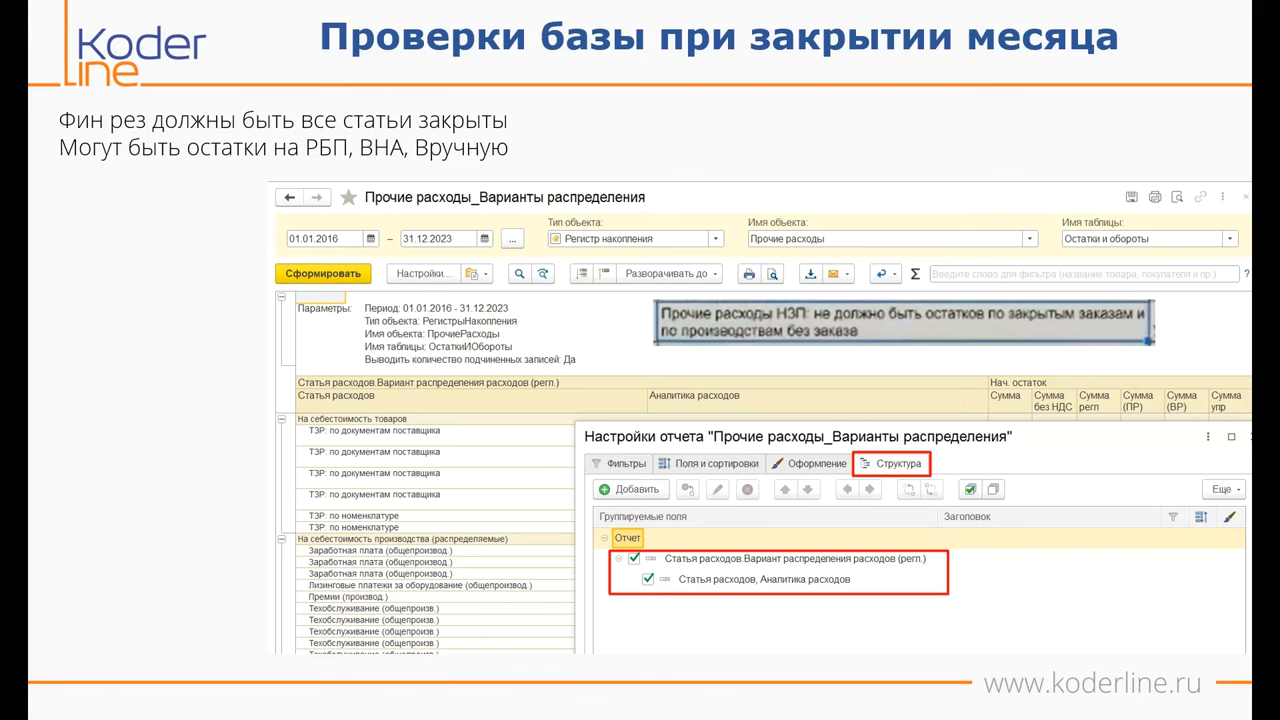 Koder
line
Проверки базы при закрытии месяца
Фин рез должны быть все статьи закрыты
Могут быть остатки на РБП, ВНА, Вручную
Прочие расходы_Варианты распределения
Тип объекта:
Имя объекта:
Имя таблицы:
01.01.2016 – 31.12.2023 ... Регистр накопления Прочие расходы Остатки и обороты
Сформировать Настройки... Разворачивать до Σ Введите слово для фильтра (название товара, покупателя и пр.) ?
Параметры: Период: 01.01.2016 - 31.12.2023
Тип объекта: РегистрыНакопления
Имя объекта: ПрочиеРасходы
Имя таблицы: ОстаткиИОбороты
Выводить количество подчиненных записей: Да
Прочие расходы НЗП: не должно быть остатков по закрытым заказам и
по производствам без заказа
Статья расходов.Вариант распределения расходов (регл.) Нач. остаток
Статья расходов Аналитика расходов Сумма Сумма без НДС Сумма регл Сумма (ПР) Сумма (ВР) Сумма упр
На себестоимость товаров
ТЗР: по документам поставщика
ТЗР: по документам поставщика
ТЗР: по документам поставщика
ТЗР: по документам поставщика
ТЗР: по номенклатуре
ТЗР: по номенклатуре
На себестоимость производства (распределяемые)
Заработная плата (общепроизвод.)
Заработная плата (общепроизвод.)
Заработная плата (общепроизвод.)
Лизинговые платежи за оборудование (общепроизвод.)
Премии (производ.)
Техобслуживание (общепроизв.)
Техобслуживание (общепроизв.)
Техобслуживание (общепроизв.)
Техобслуживание (общепроизв.)
Настройки отчета "Прочие расходы_Варианты распределения"
Фильтры Поля и сортировки Оформление Структура
Добавить Еще
Группируемые поля Заголовок
Отчет
Статья расходов.Вариант распределения расходов (регл.)
Статья расходов, Аналитика расходов
www.koderline.ru